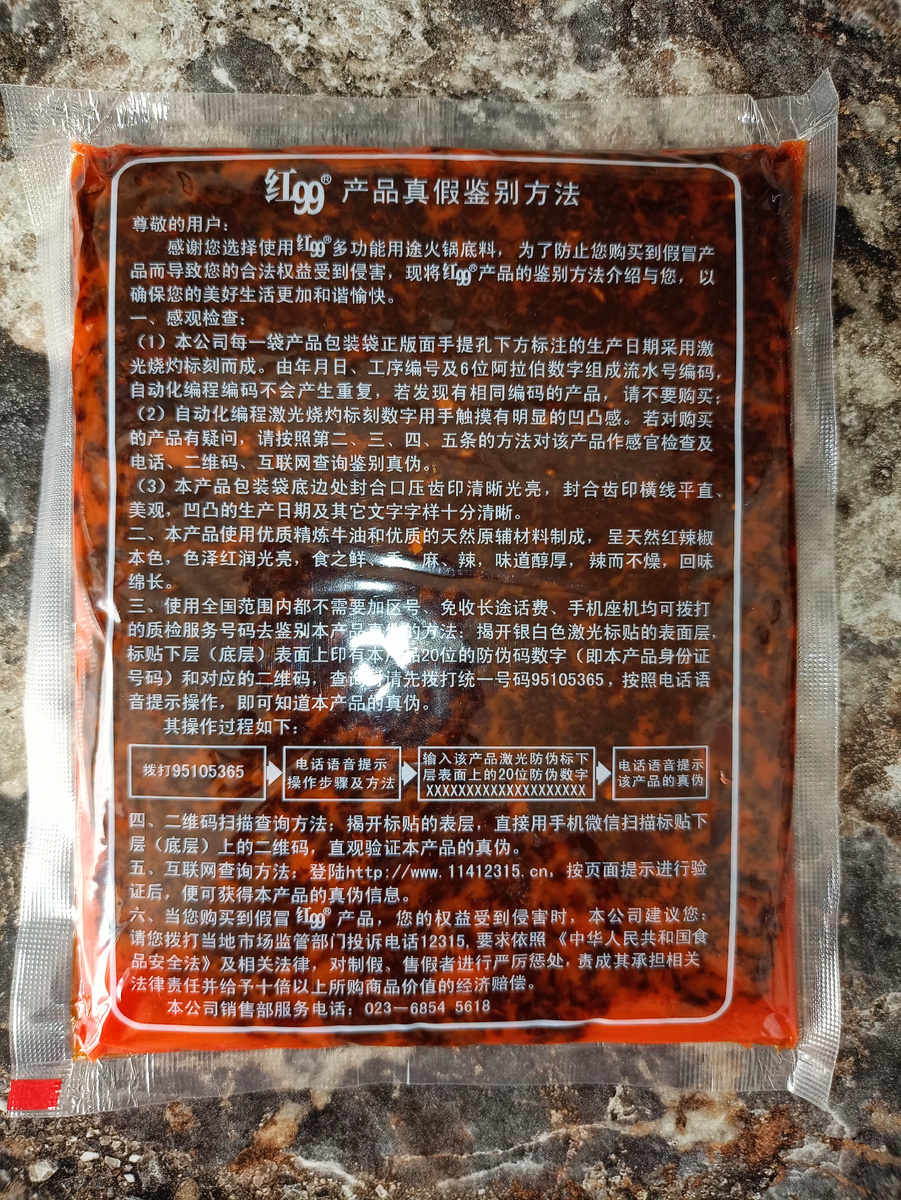 红99® 产品真假鉴别方法
尊敬的用户：
感谢您选择使用红99®多功能用途火锅底料，为了防止您购买到假冒产
品而导致您的合法权益受到侵害，现将红99®产品的鉴别方法介绍与您，以
确保您的美好生活更加和谐愉快。
一、感观检查：
（1）本公司每一袋产品包装袋正版面手提孔下方标注的生产日期采用激
光烧灼标刻而成。由年月日、工序编号及6位阿拉伯数字组成流水号编码，
自动化编程编码不会产生重复，若发现有相同编码的产品，请不要购买；
（2）自动化编程激光烧灼标刻数字用手触摸有明显的凹凸感。若对购买
的产品有疑问，请按照第二、三、四、五条的方法对该产品作感官检查及
电话、二维码、互联网查询鉴别真伪。
（3）本产品包装袋底边处封合口压齿印清晰光亮，封合齿印横线平直、
美观，凹凸的生产日期及其它文字字样十分清晰。
二、本产品使用优质精炼牛油和优质的天然原辅材料制成，呈天然红辣椒
本色，色泽红润光亮，食之鲜、香、麻、辣，味道醇厚，辣而不燥，回味
绵长。
三、使用全国范围内都不需要加区号、免收长途话费、手机座机均可拨打
的质检服务号码去鉴别本产品真伪的方法：揭开银白色激光标贴的表面层，
标贴下层（底层）表面上印有本产品20位的防伪码数字（即本产品身份证
号码）和对应的二维码，查询时请先拨打统一号码95105365，按照电话语
音提示操作，即可知道本产品的真伪。
其操作过程如下：
拨打95105365
电话语音提示
操作步骤及方法
输入该产品激光防伪标下
层表面上的20位防伪数字
XXXXXXXXXXXXXXXXXXXX
电话语音提示
该产品的真伪
四、二维码扫描查询方法：揭开标贴的表层，直接用手机微信扫描标贴下
层（底层）上的二维码，直观验证本产品的真伪。
五、互联网查询方法：登陆http://www.11412315.cn，按页面提示进行验
证后，便可获得本产品的真伪信息。
六、当您购买到假冒红99®产品，您的权益受到侵害时，本公司建议您：
请您拨打当地市场监管部门投诉电话12315，要求依照《中华人民共和国食
品安全法》及相关法律，对制假、售假者进行严厉惩处，责成其承担相关
法律责任并给予十倍以上所购商品价值的经济赔偿。
本公司销售部服务电话：023—6854 5618